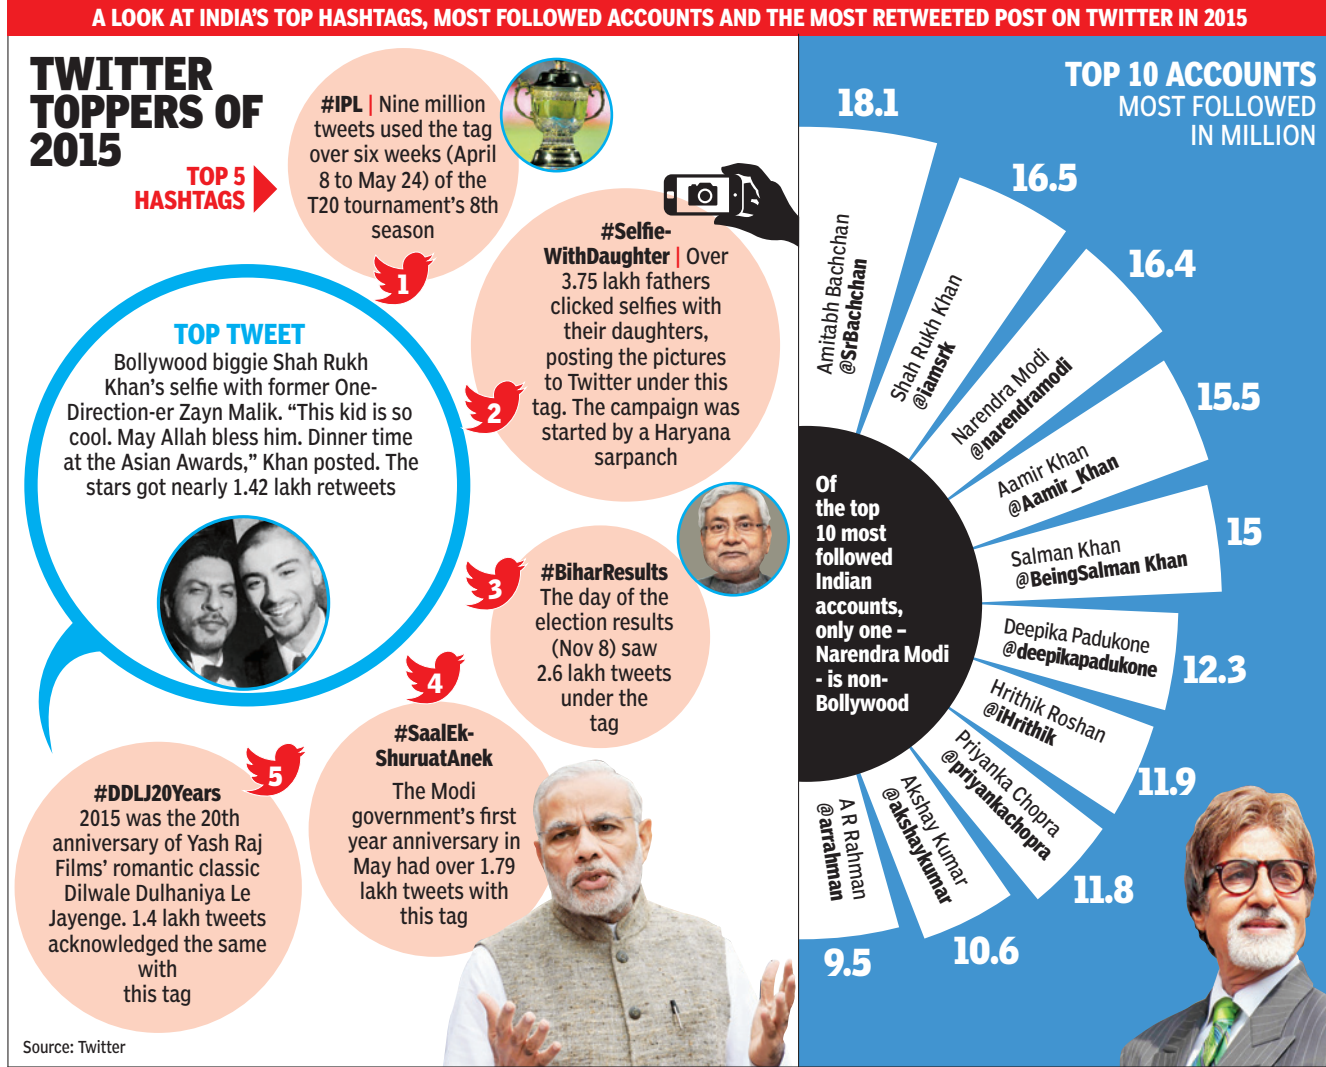 A LOOK AT INDIA'S TOP HASHTAGS, MOST FOLLOWED ACCOUNTS AND THE MOST RETWEETED POST ON TWITTER IN 2015
TWITTER
TOPPERS OF
2015
TOP 5
HASHTAGS
#IPL | Nine million
tweets used the tag
over six weeks (April
8 to May 24) of the
T20 tournament's 8th
season
1
#Selfie-
WithDaughter | Over
3.75 lakh fathers
clicked selfies with
their daughters,
posting the pictures
to Twitter under this
tag. The campaign was
started by a Haryana
sarpanch
2
TOP TWEET
Bollywood biggie Shah Rukh
Khan's selfie with former One-
Direction-er Zayn Malik. “This kid is so
cool. May Allah bless him. Dinner time
at the Asian Awards,” Khan posted. The
stars got nearly 1.42 lakh retweets
3
#BiharResults
The day of the
election results
(Nov 8) saw
2.6 lakh tweets
under the
tag
4
#SaalEk-
ShuruatAnek
The Modi
government's first
year anniversary in
May had over 1.79
lakh tweets with
this tag
5
#DDLJ20Years
2015 was the 20th
anniversary of Yash Raj
Films' romantic classic
Dilwale Dulhaniya Le
Jayenge. 1.4 lakh tweets
acknowledged the same
with
this tag
Source: Twitter
TOP 10 ACCOUNTS
MOST FOLLOWED
IN MILLION
18.1
Amitabh Bachchan
@SrBachchan
16.5
Shah Rukh Khan
@iamsrk
16.4
Narendra Modi
@narendramodi
15.5
Aamir Khan
@Aamir_Khan
15
Salman Khan
@BeingSalman Khan
12.3
Deepika Padukone
@deepikapadukone
11.9
Hrithik Roshan
@iHrithik
11.8
Priyanka Chopra
@priyankachopra
10.6
Akshay Kumar
@akshaykumar
9.5
A R Rahman
@arrahman
Of
the top
10 most
followed
Indian
accounts,
only one –
Narendra Modi
- is non-
Bollywood